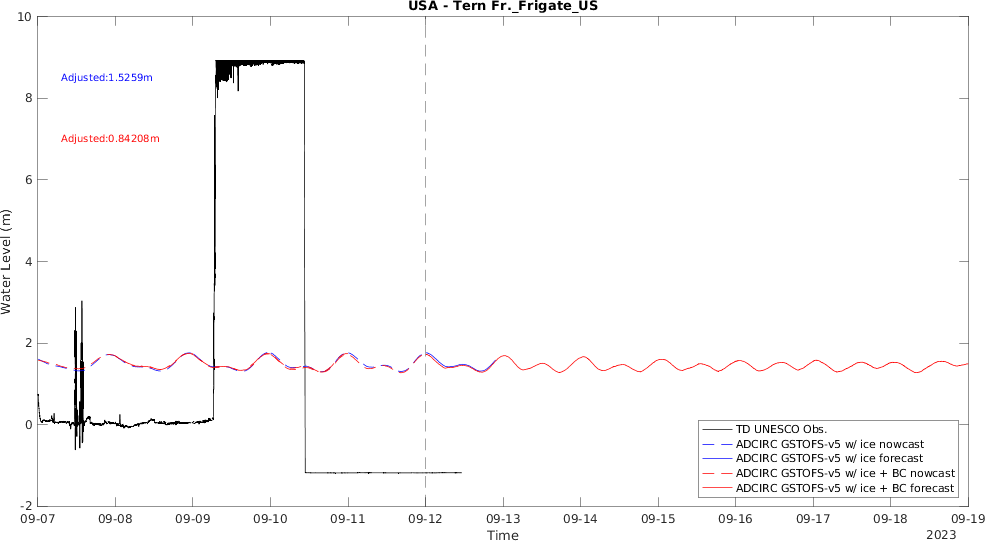 USA - Tern Fr._Frigate_US
10
8
6
4
2
0
-2
Water Level (m)
Adjusted:1.5259m
Adjusted:0.84208m
TD UNESCO Obs.
ADCIRC GSTOFS-v5 w/ ice nowcast
ADCIRC GSTOFS-v5 w/ ice forecast
ADCIRC GSTOFS-v5 w/ ice + BC nowcast
ADCIRC GSTOFS-v5 w/ ice + BC forecast
09-07 09-08 09-09 09-10 09-11 09-12 09-13 09-14 09-15 09-16 09-17 09-18 09-19
Time
2023